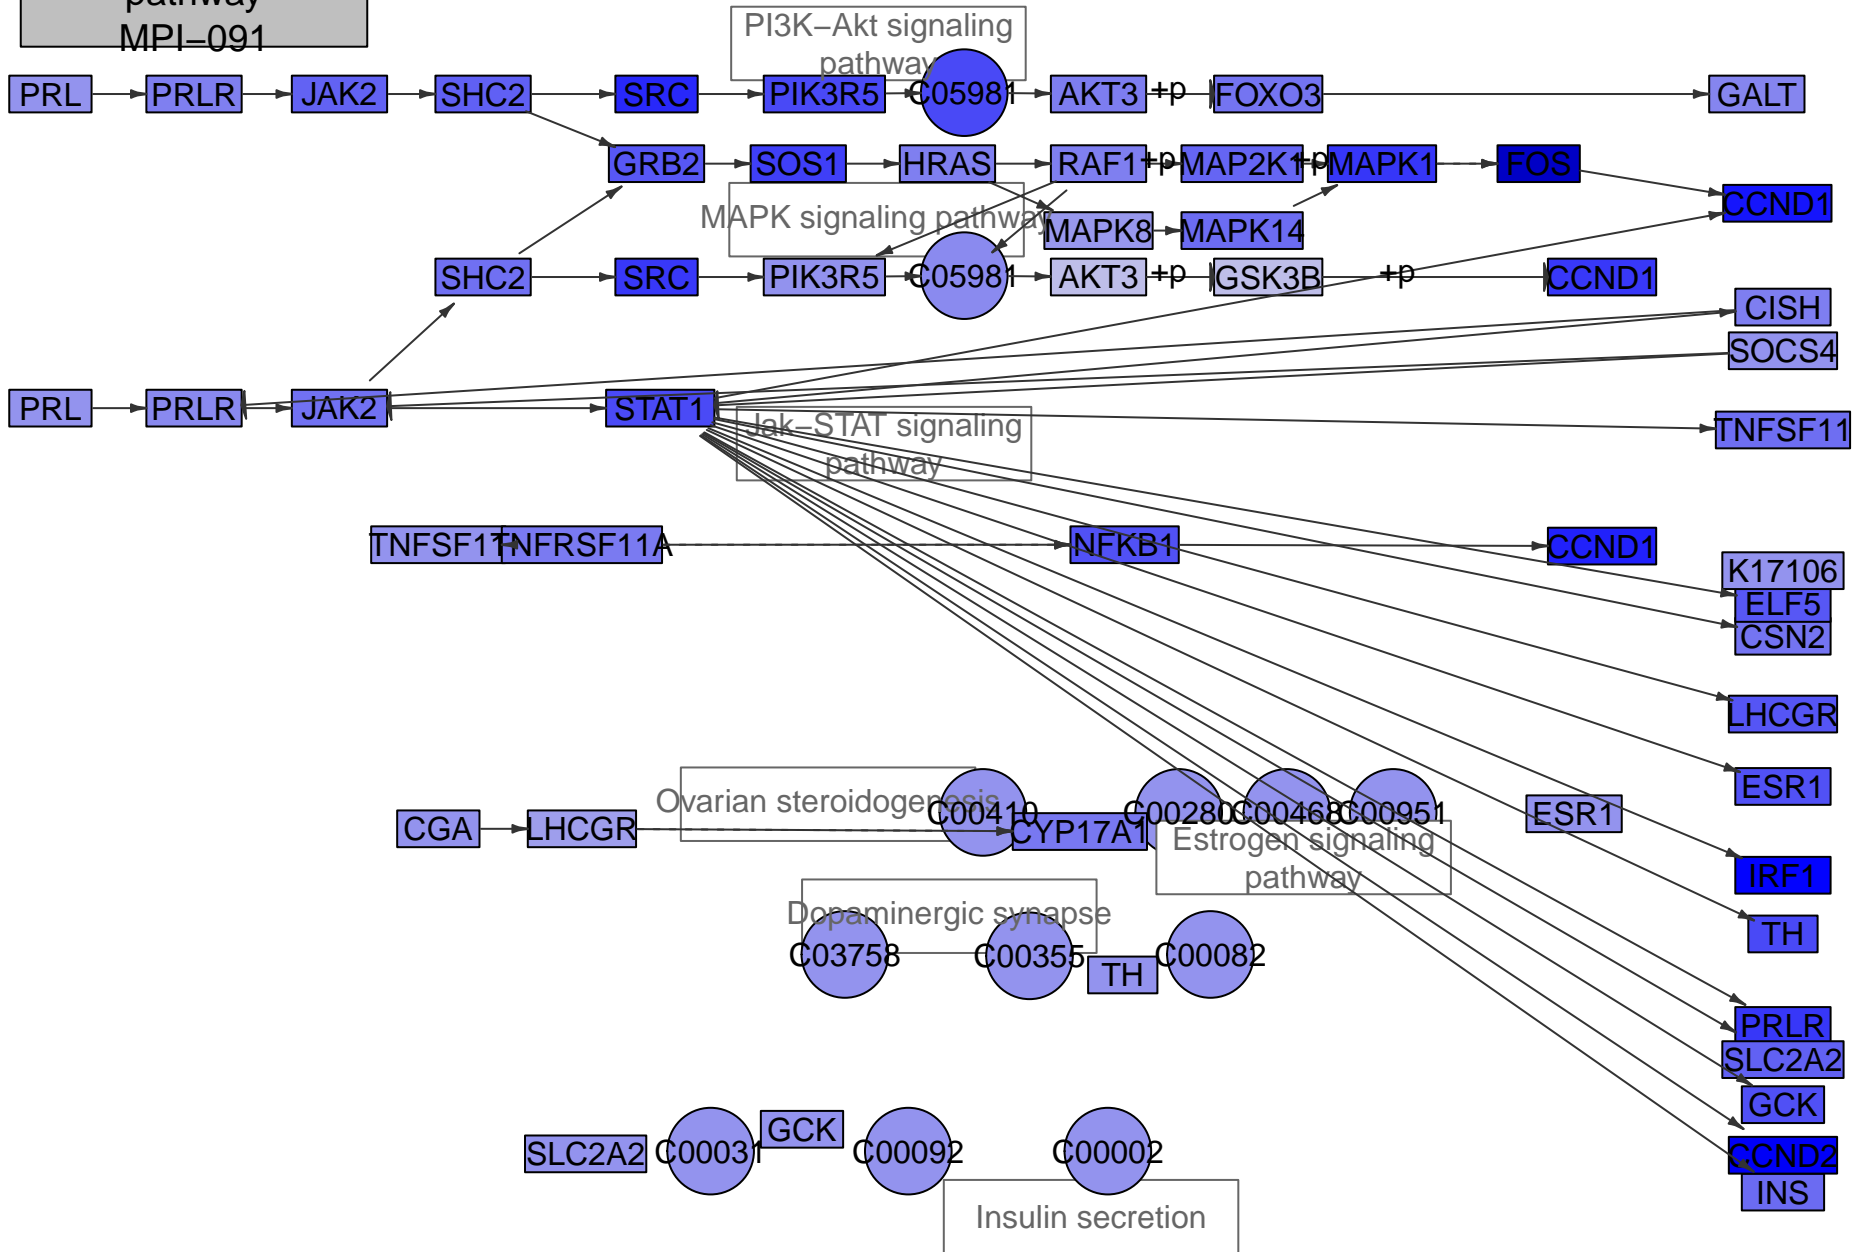 pathway
MPI−091
PI3K−Akt signaling
pathway
PRL
PRLR
JAK2
SHC2
SRC
PIK3R5
C05981
AKT3
+p
FOXO3
GALT
GRB2
SOS1
HRAS
RAF1
+p
MAP2K1
+p
MAPK1
FOS
CCND1
MAPK signaling pathway
MAPK8
MAPK14
SHC2
SRC
PIK3R5
C05981
AKT3
+p
GSK3B
+p
CCND1
CISH
SOCS4
PRL
PRLR
JAK2
STAT1
Jak−STAT signaling
pathway
TNFSF11
TNFSF11
TNFRSF11A
NFKB1
CCND1
K17106
ELF5
CSN2
LHCGR
ESR1
Ovarian steroidogenesis
C00410
C00280
C00468
C00951
ESR1
CGA
LHCGR
CYP17A1
Estrogen signaling
pathway
IRF1
Dopaminergic synapse
TH
C03758
C00355
TH
C00082
PRLR
SLC2A2
GCK
SLC2A2
C00031
GCK
C00092
C00002
CCND2
INS
Insulin secretion